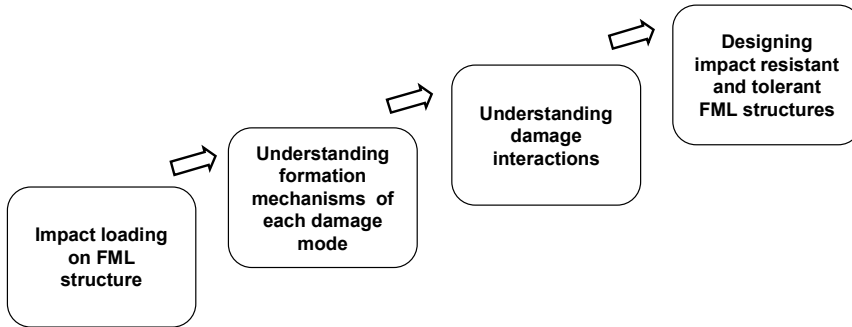 Impact loading
on FML
structure
Understanding
formation
mechanisms of
each damage
mode
Understanding
damage
interactions
Designing
impact resistant
and tolerant
FML structures